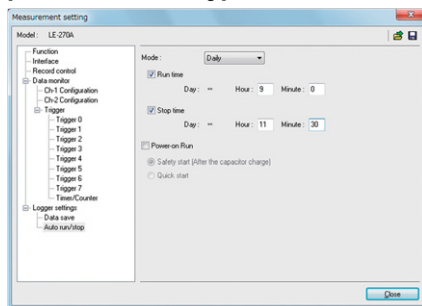 Measurement setting
Model : LE-270A
Function
Interface
Record control
Data monitor
Ch-1 Configuration
Ch-2 Configuration
Trigger
Trigger 0
Trigger 1
Trigger 2
Trigger 3
Trigger 4
Trigger 5
Trigger 6
Trigger 7
Timer/Counter
Logger settings
Data save
Auto run/stop
Mode : Daily
Run time
Day : -- Hour : 9 Minute : 0
Stop time
Day : -- Hour : 11 Minute : 30
Power-on Run
Safety start (After the capacitor charge)
Quick start
Close